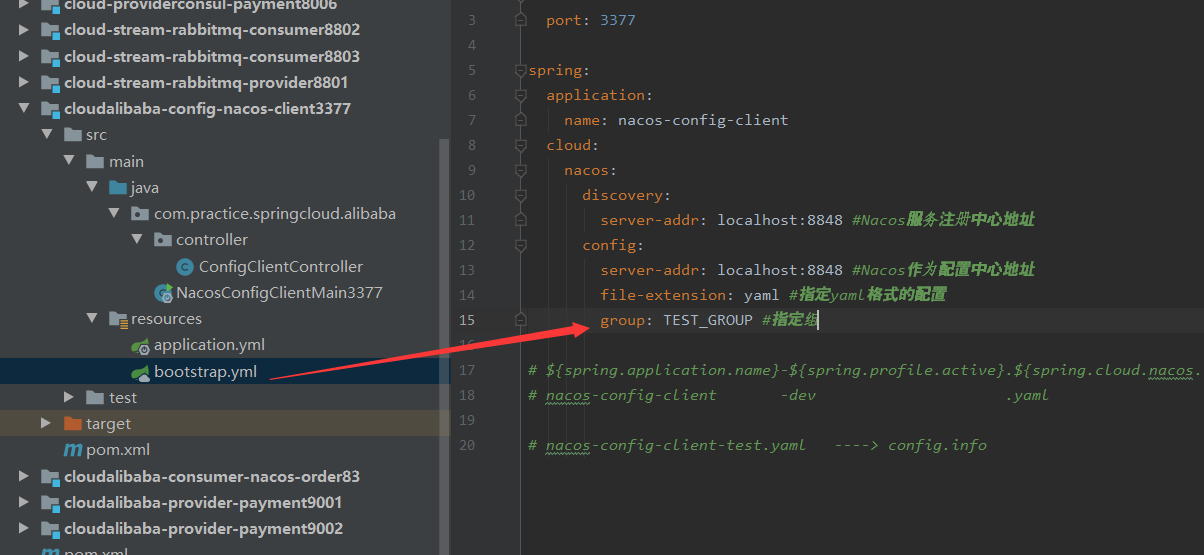 cloud-providerconsul-payment8006
cloud-stream-rabbitmq-consumer8802
cloud-stream-rabbitmq-consumer8803
cloud-stream-rabbitmq-provider8801
cloudalibaba-config-nacos-client3377
src
main
java
com.practice.springcloud.alibaba
controller
ConfigClientController
NacosConfigClientMain3377
resources
application.yml
bootstrap.yml
test
target
pom.xml
cloudalibaba-consumer-nacos-order83
cloudalibaba-provider-payment9001
cloudalibaba-provider-payment9002
pom.xml
3 port: 3377
4
5 spring:
6 application:
7 name: nacos-config-client
8 cloud:
9 nacos:
10 discovery:
11 server-addr: localhost:8848 #Nacos服务注册中心地址
12 config:
13 server-addr: localhost:8848 #Nacos作为配置中心地址
14 file-extension: yaml #指定yaml格式的配置
15 group: TEST_GROUP #指定组
16
17 # ${spring.application.name}-${spring.profile.active}.${spring.cloud.nacos.
18 # nacos-config-client -dev .yaml
19
20 # nacos-config-client-test.yaml ----> config.info